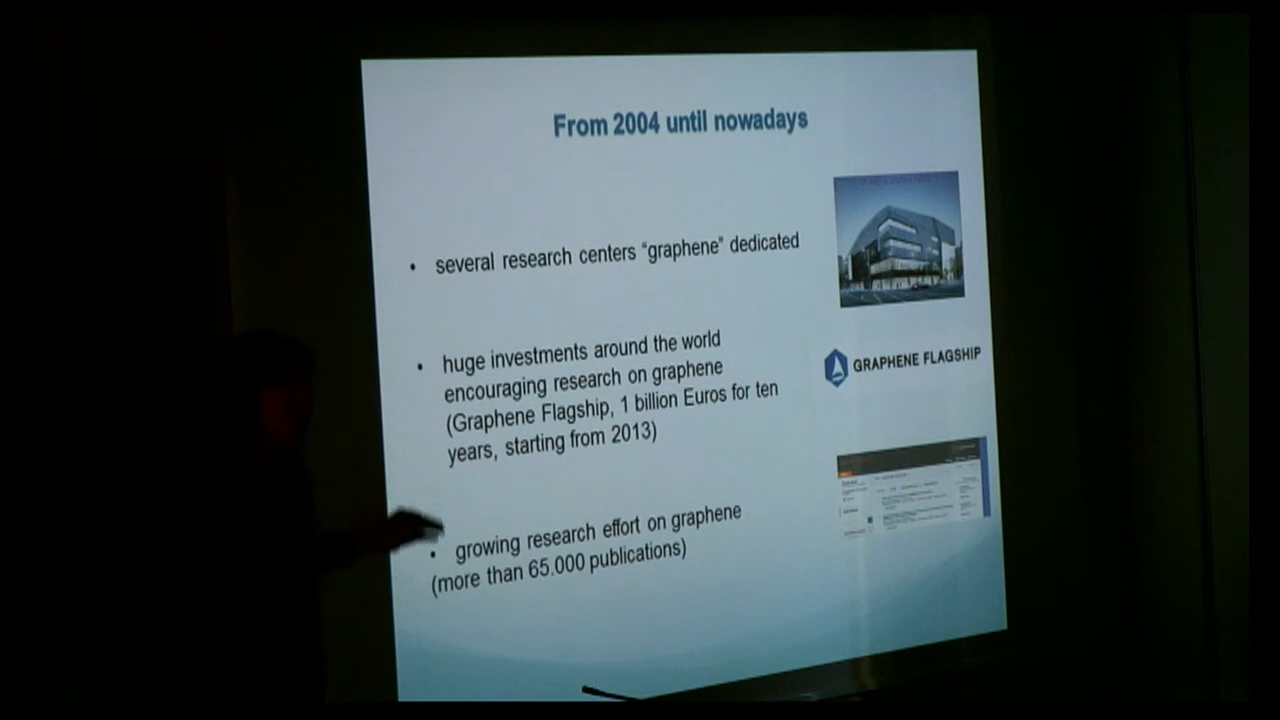 From 2004 until nowadays
• several research centers “graphene” dedicated
• huge investments around the world
encouraging research on graphene
(Graphene Flagship, 1 billion Euros for ten
years, starting from 2013)
GRAPHENE FLAGSHIP
• growing research effort on graphene
(more than 65.000 publications)